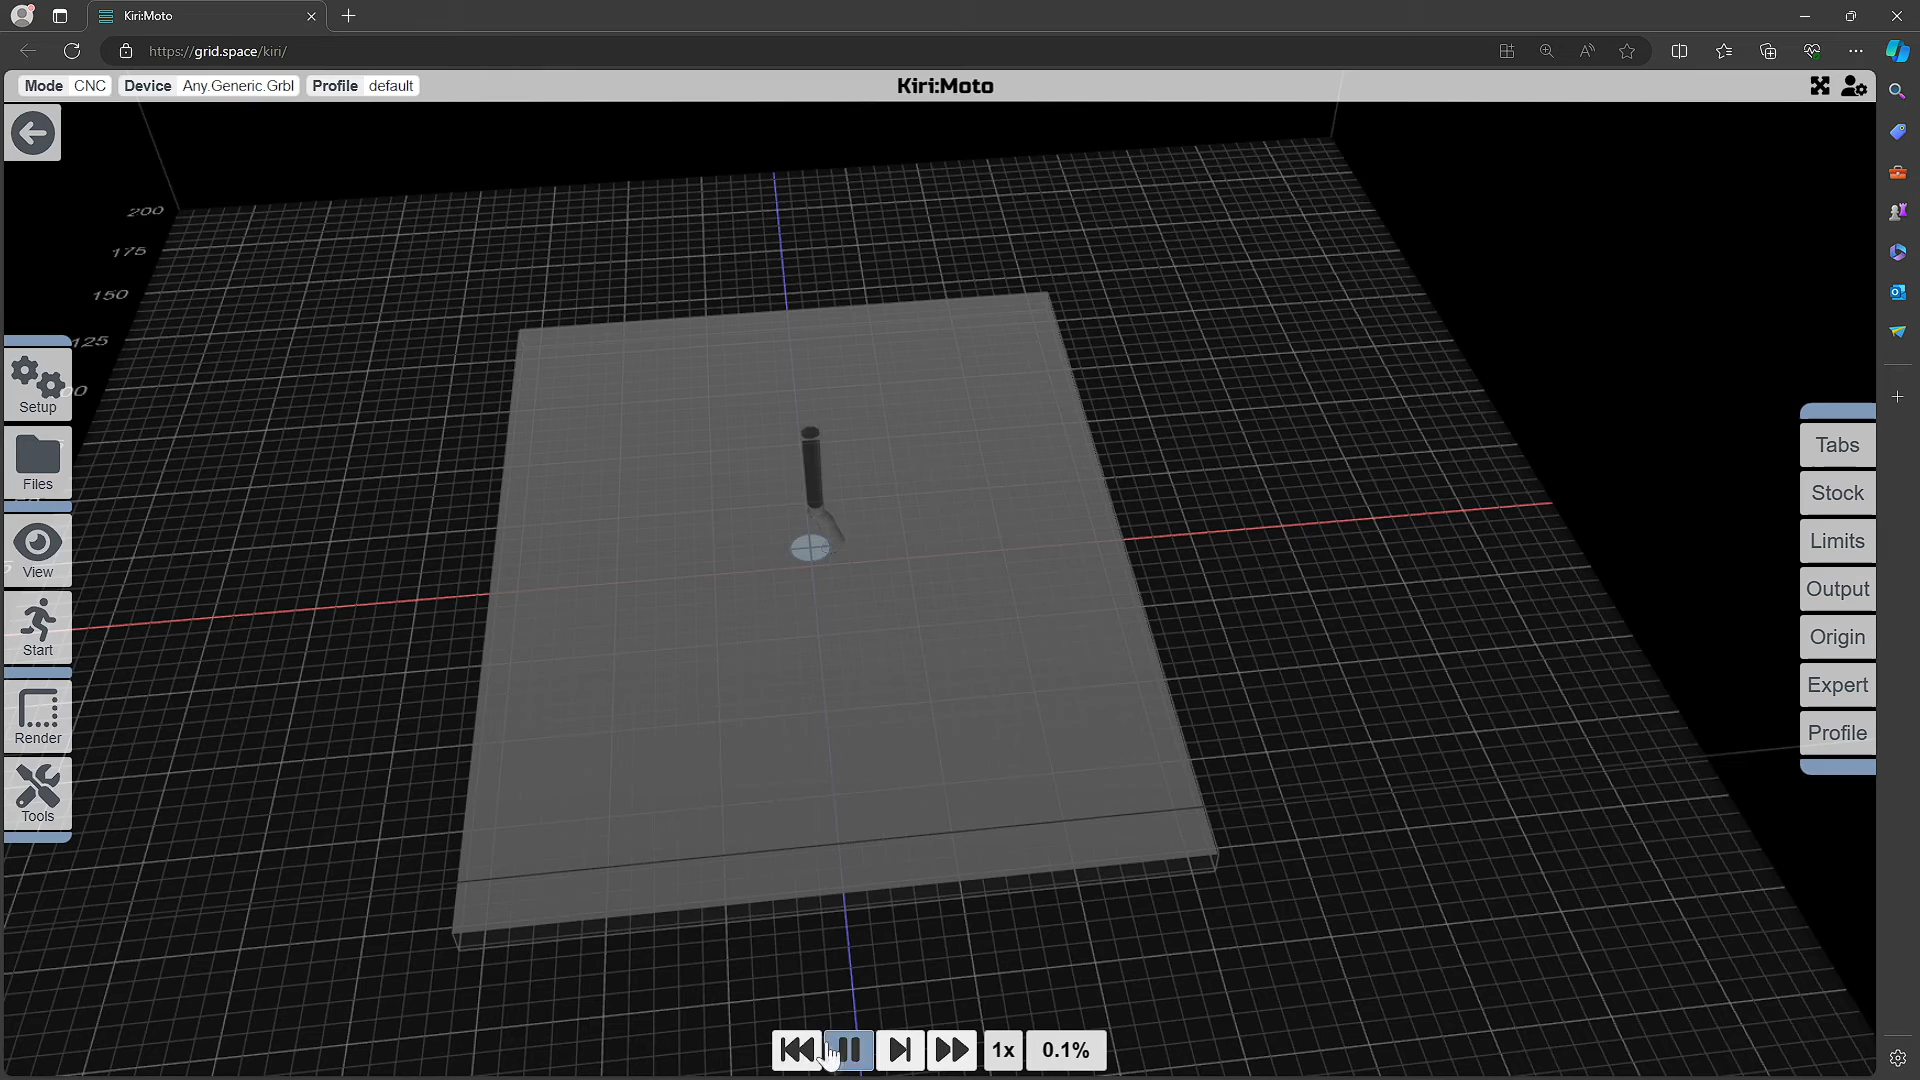 Kiri:Moto
https://grid.space/kiri/
Mode CNC Device Any.Generic.Grbl Profile default
Kiri:Moto
200
175
150
125
Setup
Files
View
Start
Render
Tools
Tabs
Stock
Limits
Output
Origin
Expert
Profile
1x 0.1%